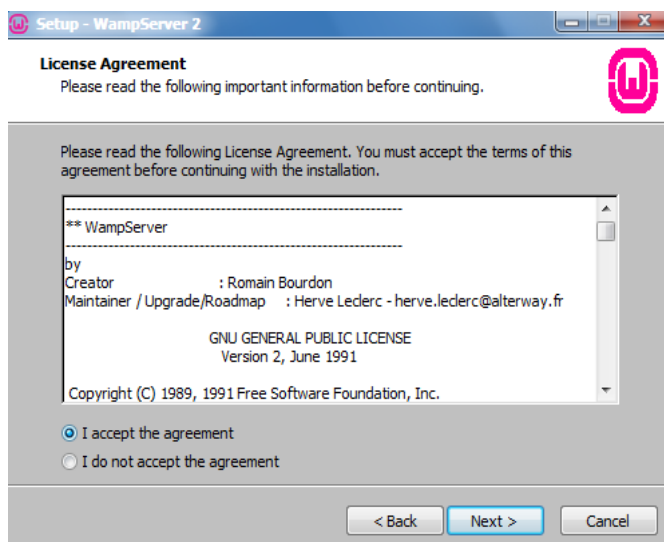 Setup - WampServer 2
License Agreement
Please read the following important information before continuing.
Please read the following License Agreement. You must accept the terms of this
agreement before continuing with the installation.
------------------------------------------------------------
** WampServer
------------------------------------------------------------
by
Creator : Romain Bourdon
Maintainer / Upgrade/Roadmap : Herve Leclerc - herve.leclerc@alterway.fr
GNU GENERAL PUBLIC LICENSE
Version 2, June 1991
Copyright (C) 1989, 1991 Free Software Foundation, Inc.
I accept the agreement
I do not accept the agreement
< Back Next > Cancel